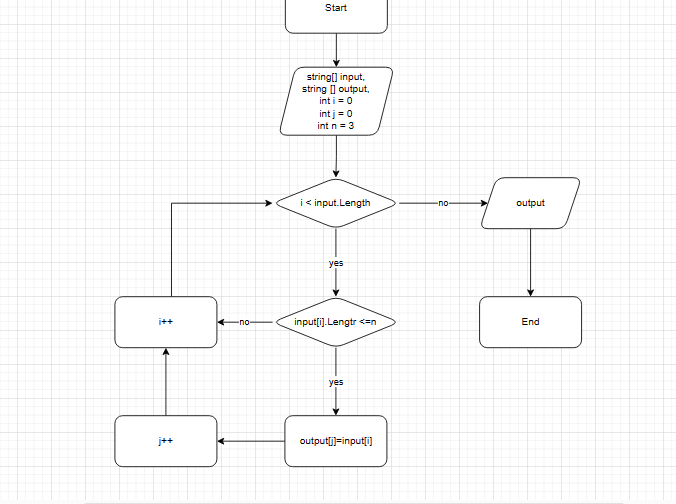 Start
string[] input,
string [] output,
int i = 0
int j = 0
int n = 3
i < input.Length
no
output
yes
i++
no
input[i].Lengtr <=n
End
yes
j++
output[j]=input[i]